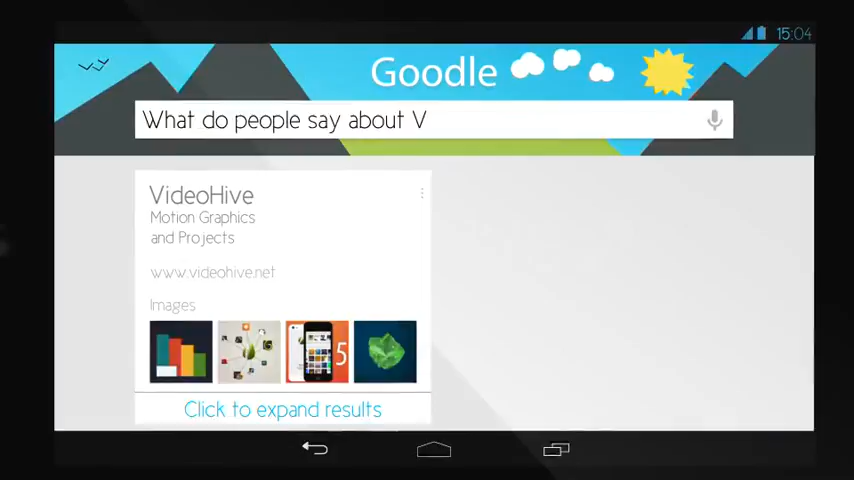 15:04
Goodle
What do people say about V
VideoHive
Motion Graphics
and Projects
www.videohive.net
Images
5
Click to expand results